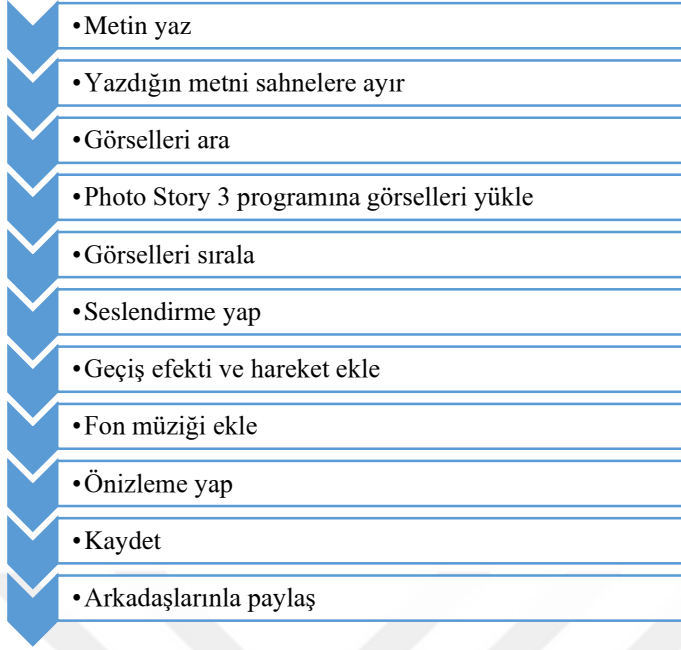 •Metin yaz
•Yazdığın metni sahnelere ayır
•Görselleri ara
•Photo Story 3 programına görselleri yükle
•Görselleri sırala
•Seslendirme yap
•Geçiş efekti ve hareket ekle
•Fon müziği ekle
•Önizleme yap
•Kaydet
•Arkadaşlarınla paylaş